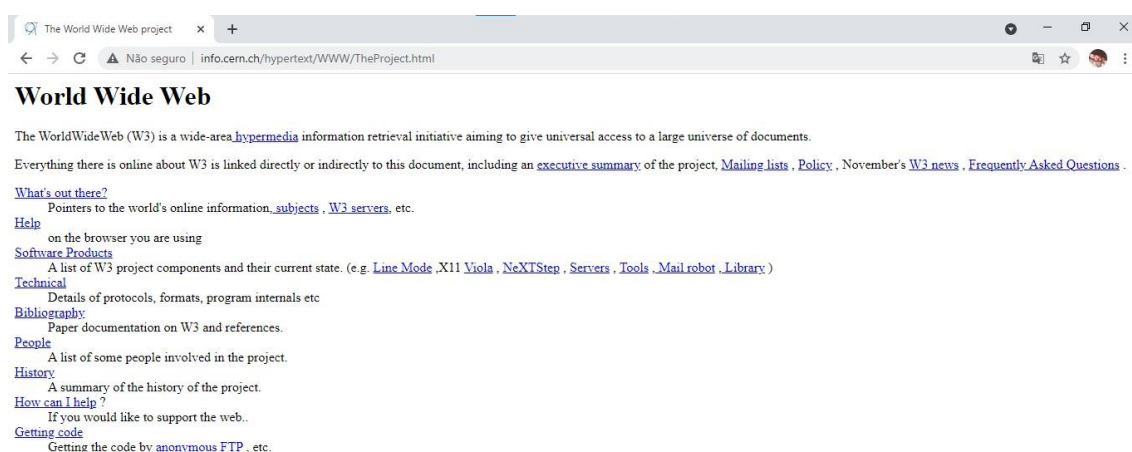 The World Wide Web project
Não seguro | info.cern.ch/hypertext/WWW/TheProject.html
World Wide Web
The WorldWideWeb (W3) is a wide-area hypermedia information retrieval initiative aiming to give universal access to a large universe of documents.
Everything there is online about W3 is linked directly or indirectly to this document, including an executive summary of the project, Mailing lists , Policy , November's W3 news , Frequently Asked Questions .
What's out there?
Pointers to the world's online information, subjects , W3 servers, etc.
Help
on the browser you are using
Software Products
A list of W3 project components and their current state. (e.g. Line Mode ,X11 Viola , NeXTStep , Servers , Tools , Mail robot , Library )
Technical
Details of protocols, formats, program internals etc
Bibliography
Paper documentation on W3 and references.
People
A list of some people involved in the project.
History
A summary of the history of the project.
How can I help ?
If you would like to support the web..
Getting code
Getting the code by anonymous FTP , etc.